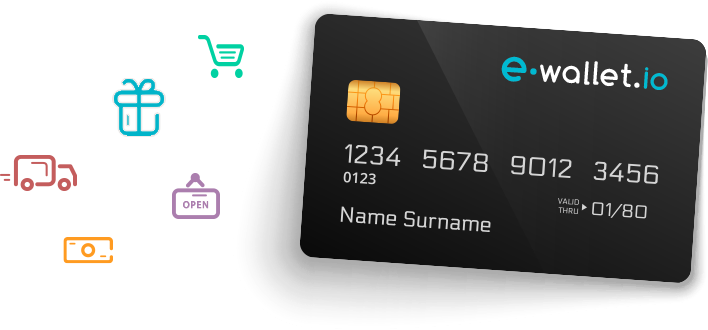 e·wallet.io
1234 5678 9012 3456
0123
VALID
THRU
01/80
Name Surname
OPEN